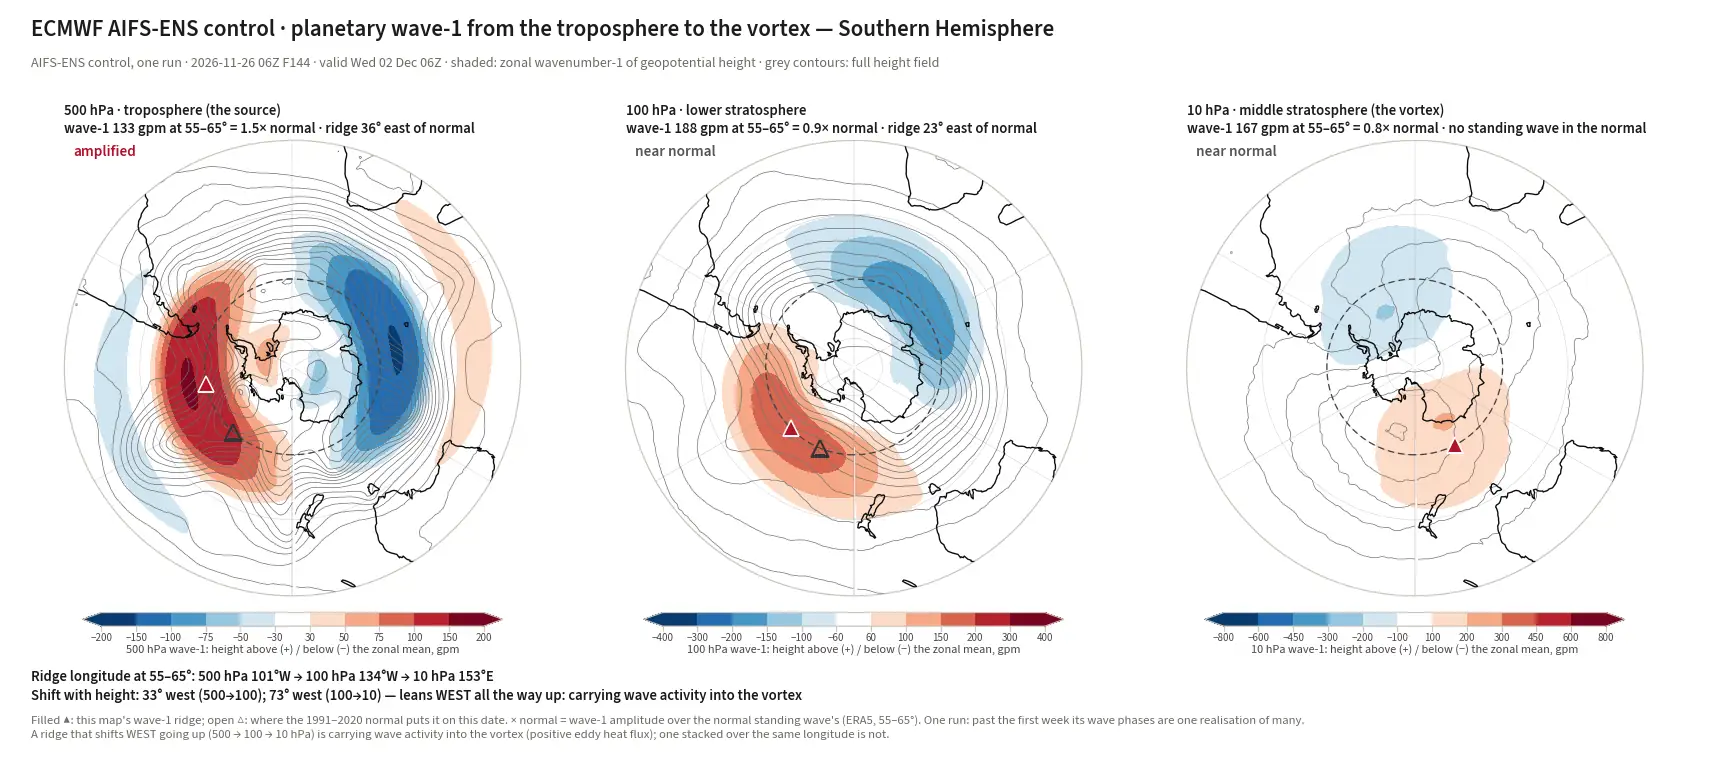 ECMWF AIFS-ENS control · planetary wave-1 from the troposphere to the vortex — Southern Hemisphere
AIFS-ENS control, one run · 2026-11-26 06Z F144 · valid Wed 02 Dec 06Z · shaded: zonal wavenumber-1 of geopotential height · grey contours: full height field
500 hPa · troposphere (the source)
wave-1 133 gpm at 55–65° = 1.5× normal · ridge 36° east of normal
amplified
100 hPa · lower stratosphere
wave-1 188 gpm at 55–65° = 0.9× normal · ridge 23° east of normal
near normal
10 hPa · middle stratosphere (the vortex)
wave-1 167 gpm at 55–65° = 0.8× normal · no standing wave in the normal
near normal
−200 −150 −100 −75 −50 −30 30 50 75 100 150 200
500 hPa wave-1: height above (+) / below (−) the zonal mean, gpm
−400 −300 −200 −150 −100 −60 60 100 150 200 300 400
100 hPa wave-1: height above (+) / below (−) the zonal mean, gpm
−800 −600 −450 −300 −200 −100 100 200 300 450 600 800
10 hPa wave-1: height above (+) / below (−) the zonal mean, gpm
Ridge longitude at 55–65°: 500 hPa 101°W → 100 hPa 134°W → 10 hPa 153°E
Shift with height: 33° west (500→100); 73° west (100→10) — leans WEST all the way up: carrying wave activity into the vortex
Filled ▲: this map's wave-1 ridge; open △: where the 1991–2020 normal puts it on this date. × normal = wave-1 amplitude over the normal standing wave's (ERA5, 55–65°). One run: past the first week its wave phases are one realisation of many.
A ridge that shifts WEST going up (500 → 100 → 10 hPa) is carrying wave activity into the vortex (positive eddy heat flux); one stacked over the same longitude is not.